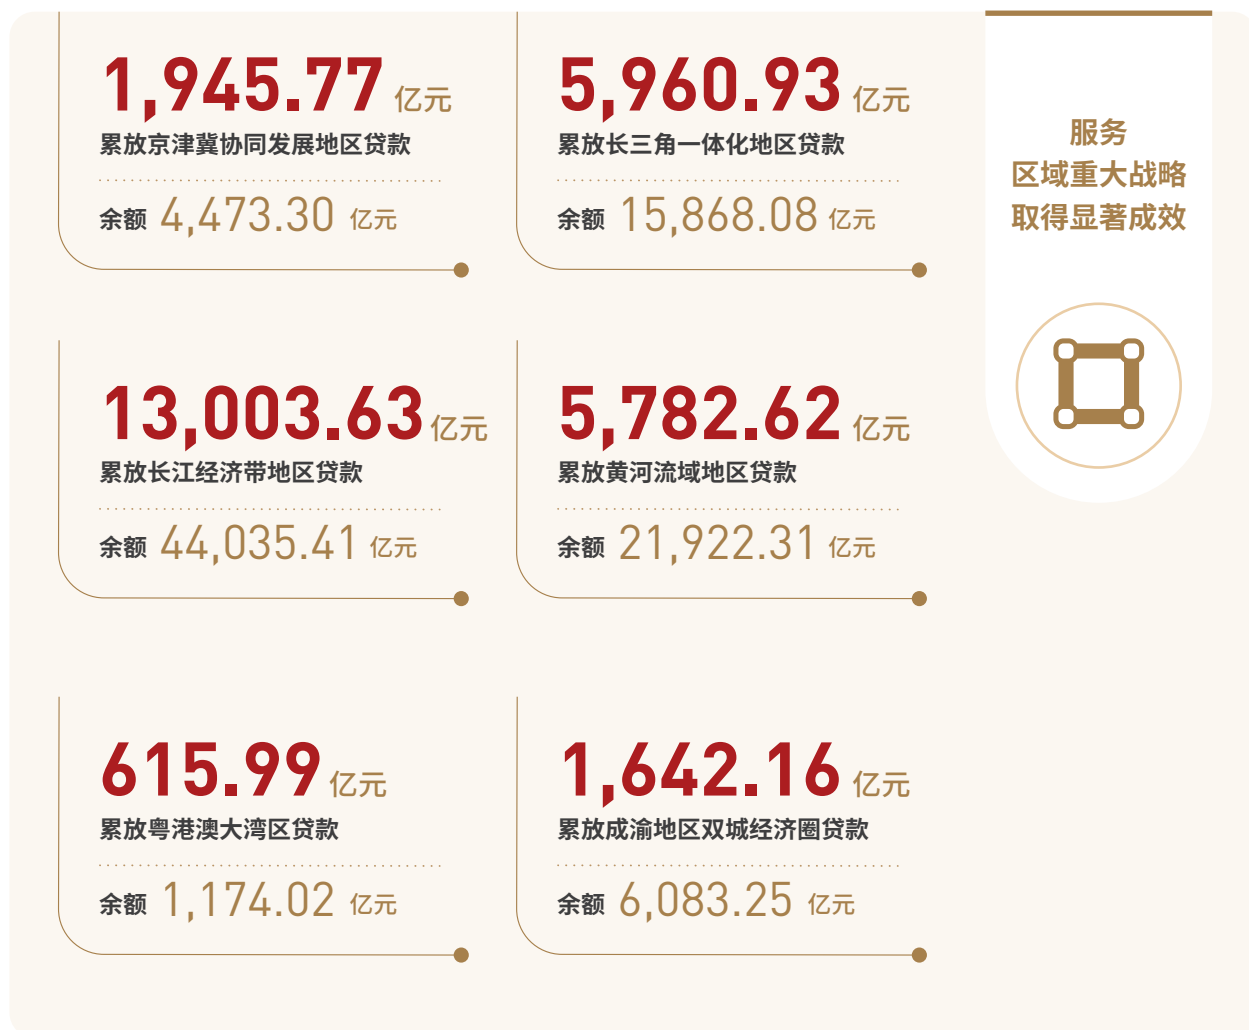 1,945.77 亿元
累放京津冀协同发展地区贷款
余额 4,473.30 亿元
5,960.93 亿元
累放长三角一体化地区贷款
余额 15,868.08 亿元
13,003.63 亿元
累放长江经济带地区贷款
余额 44,035.41 亿元
5,782.62 亿元
累放黄河流域地区贷款
余额 21,922.31 亿元
615.99 亿元
累放粤港澳大湾区贷款
余额 1,174.02 亿元
1,642.16 亿元
累放成渝地区双城经济圈贷款
余额 6,083.25 亿元
服务
区域重大战略
取得显著成效